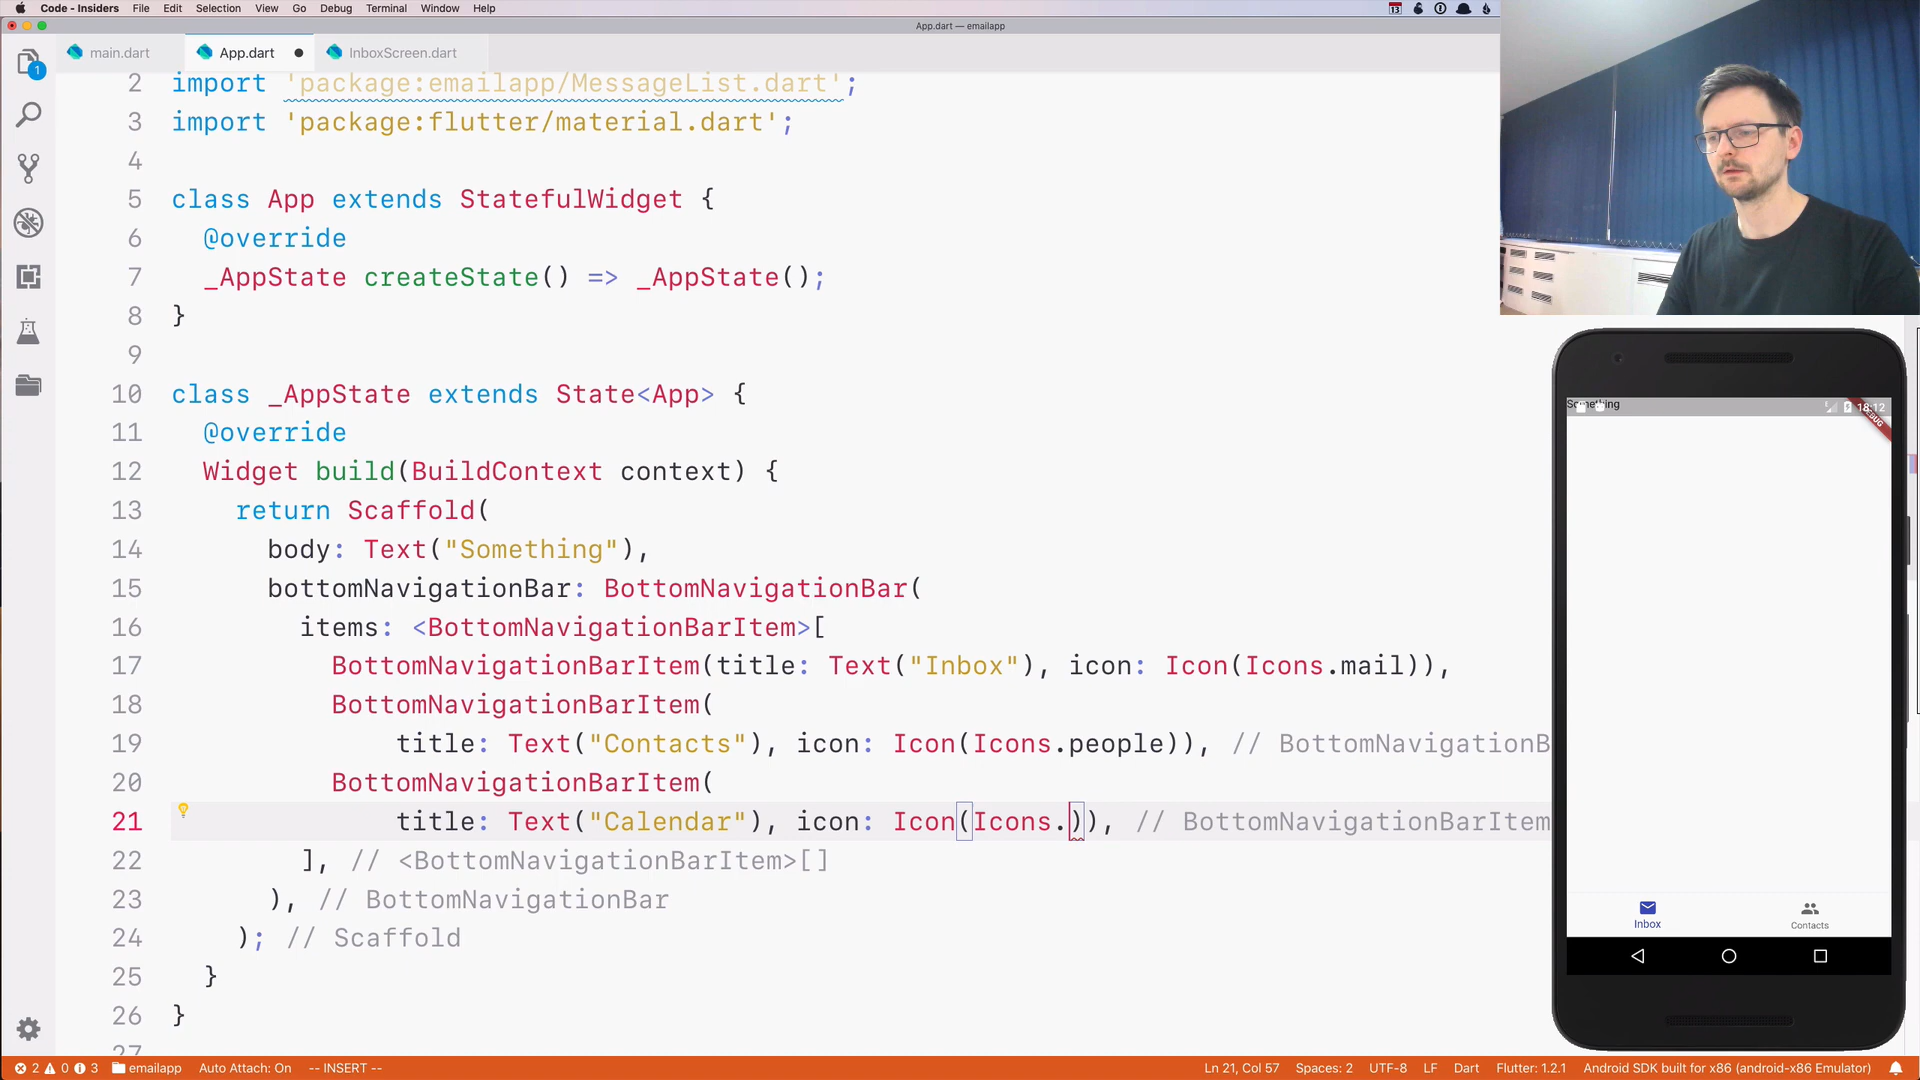 Code - Insiders File Edit Selection View Go Debug Terminal Window Help
13
App.dart — emailapp
main.dart App.dart InboxScreen.dart
1
2 import 'package:emailapp/MessageList.dart';
3 import 'package:flutter/material.dart';
4
5 class App extends StatefulWidget {
6 @override
7 _AppState createState() => _AppState();
8 }
9
10 class _AppState extends State<App> {
11 @override
12 Widget build(BuildContext context) {
13 return Scaffold(
14 body: Text("Something"),
15 bottomNavigationBar: BottomNavigationBar(
16 items: <BottomNavigationBarItem>[
17 BottomNavigationBarItem(title: Text("Inbox"), icon: Icon(Icons.mail)),
18 BottomNavigationBarItem(
19 title: Text("Contacts"), icon: Icon(Icons.people)), // BottomNavigationB
20 BottomNavigationBarItem(
21 title: Text("Calendar"), icon: Icon(Icons.)), // BottomNavigationBarItem
22 ], // <BottomNavigationBarItem>[]
23 ), // BottomNavigationBar
24 ); // Scaffold
25 }
26 }
27
Something 18:12
DEBUG
Inbox Contacts
2 0 3 emailapp Auto Attach: On -- INSERT -- Ln 21, Col 57 Spaces: 2 UTF-8 LF Dart Flutter: 1.2.1 Android SDK built for x86 (android-x86 Emulator)